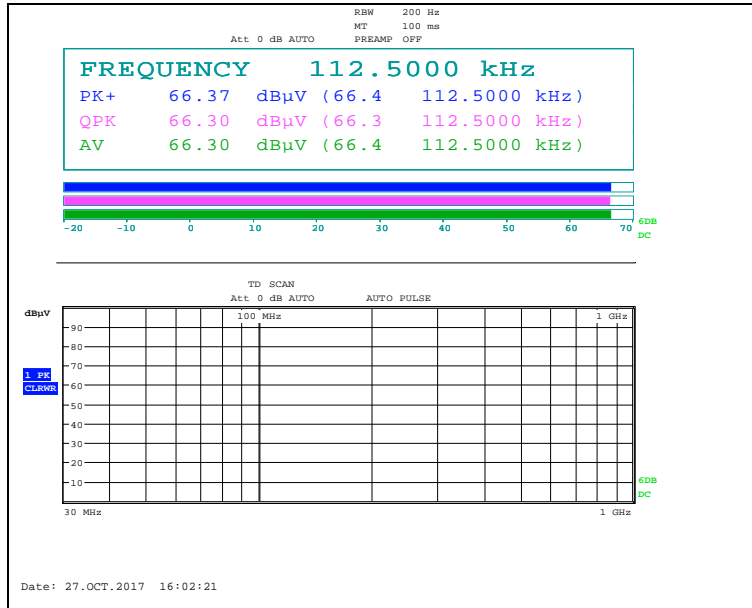 RBW 200 Hz
MT 100 ms
Att 0 dB AUTO PREAMP OFF
FREQUENCY 112.5000 kHz
PK+ 66.37 dBµV (66.4 112.5000 kHz)
QPK 66.30 dBµV (66.3 112.5000 kHz)
AV 66.30 dBµV (66.4 112.5000 kHz)
-20 -10 0 10 20 30 40 50 60 70
6DB
DC
TD SCAN
Att 0 dB AUTO AUTO PULSE
dBµV
100 MHz 1 GHz
90
80
70
1 PK
CLRWR
60
50
40
30
20
10
6DB
DC
30 MHz 1 GHz
Date: 27.OCT.2017 16:02:21